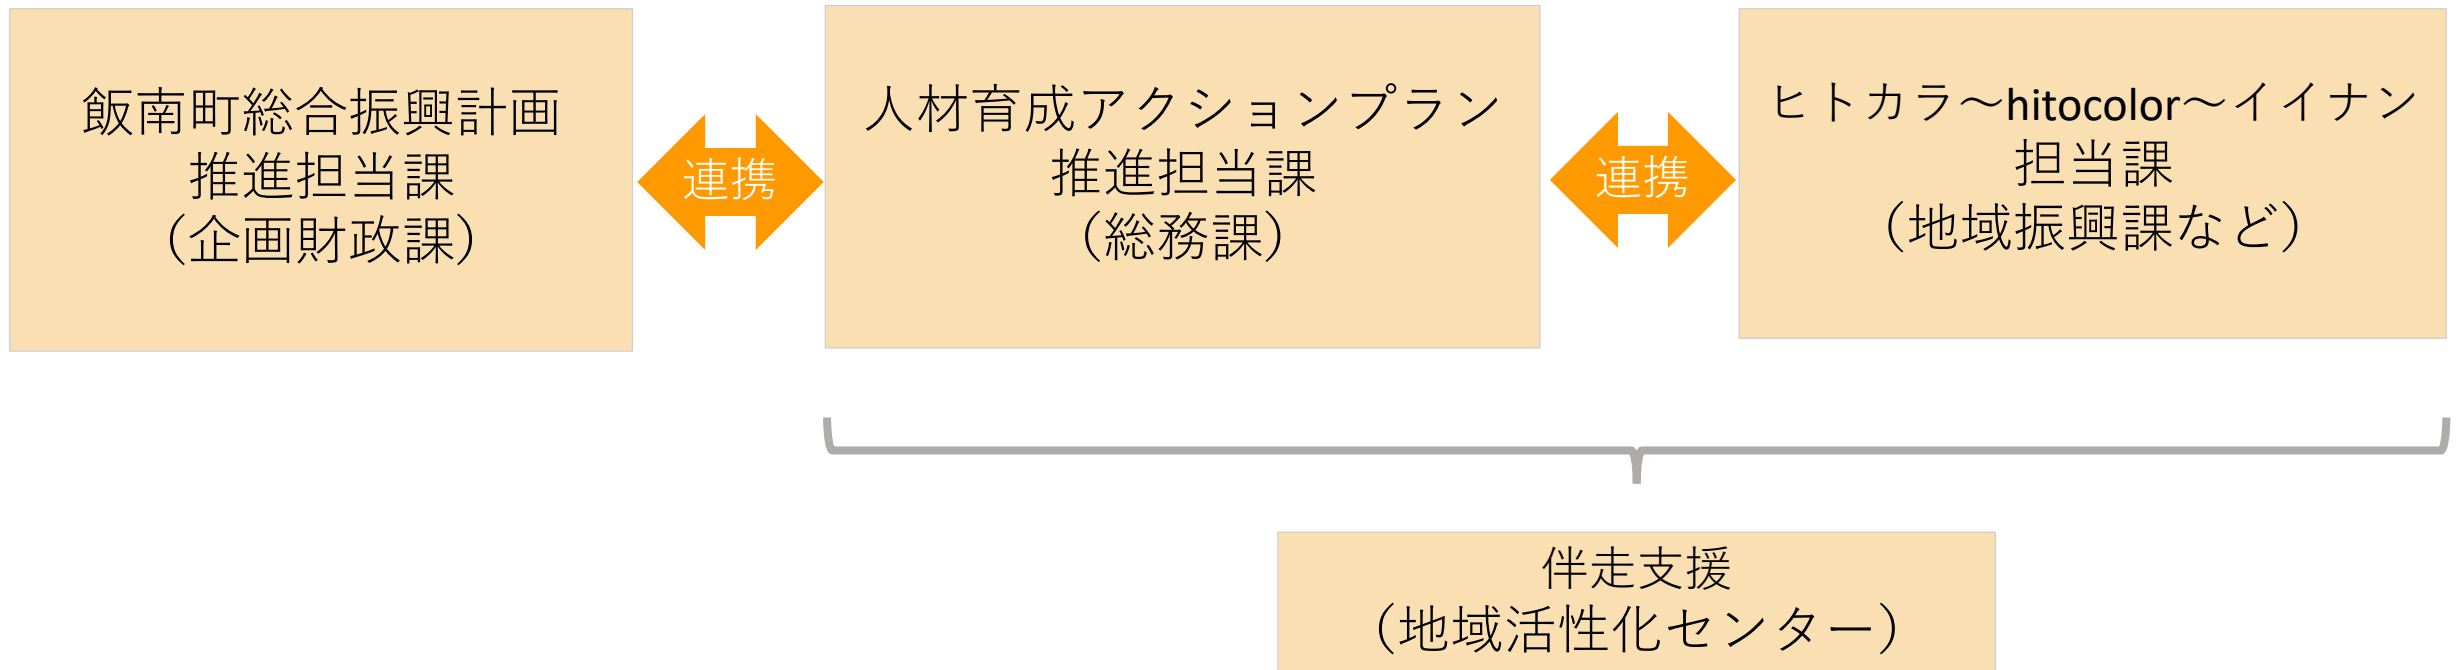 飯南町総合振興計画
推進担当課
（企画財政課）
連携
人材育成アクションプラン
推進担当課
（総務課）
連携
ヒトカラ～hitocolor～イイナン
担当課
（地域振興課など）
伴走支援
（地域活性化センター）